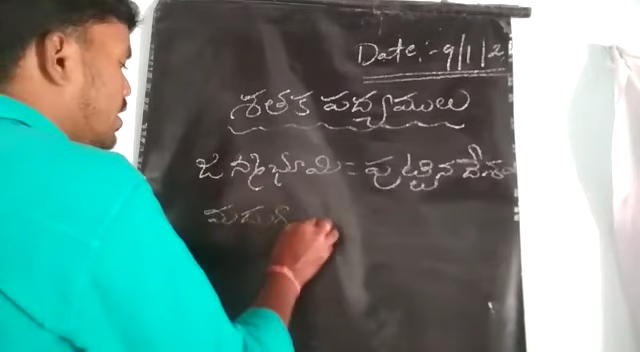 Date:- 9/1/2
శతక పద్యములు
జన్మభూమి = పుట్టిన దేశం